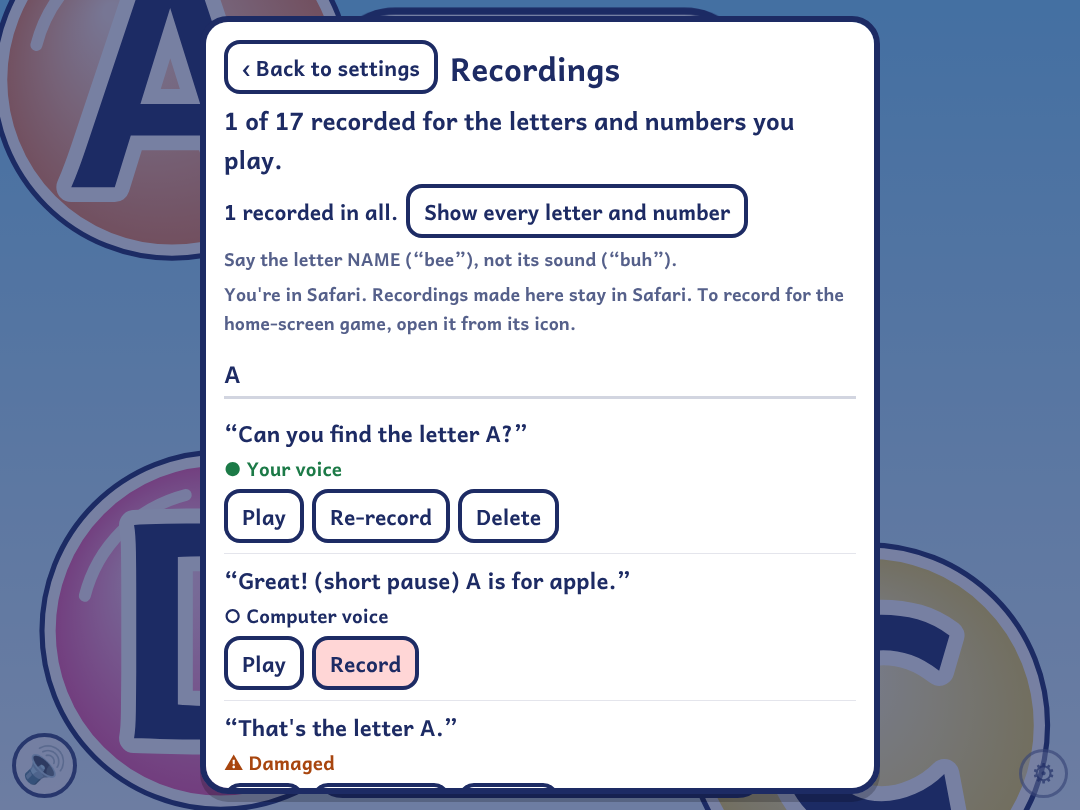 A
‹ Back to settings
Recordings
1 of 17 recorded for the letters and numbers you
play.
1 recorded in all.
Show every letter and number
Say the letter NAME (“bee”), not its sound (“buh”).
You're in Safari. Recordings made here stay in Safari. To record for the
home-screen game, open it from its icon.
A
“Can you find the letter A?”
Your voice
Play
Re-record
Delete
“Great! (short pause) A is for apple.”
Computer voice
Play
Record
“That's the letter A.”
Damaged
C